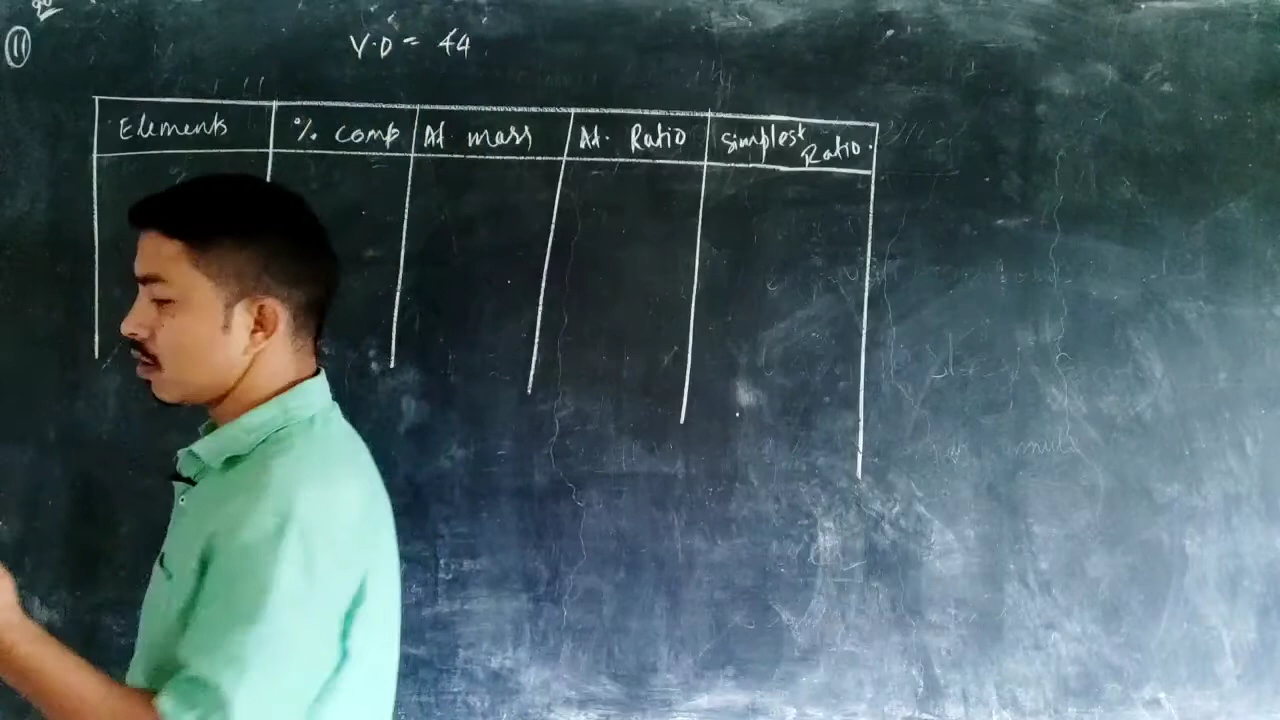 11
V.D = 44
Elements % comp At. mass At. Ratio simplest Ratio.